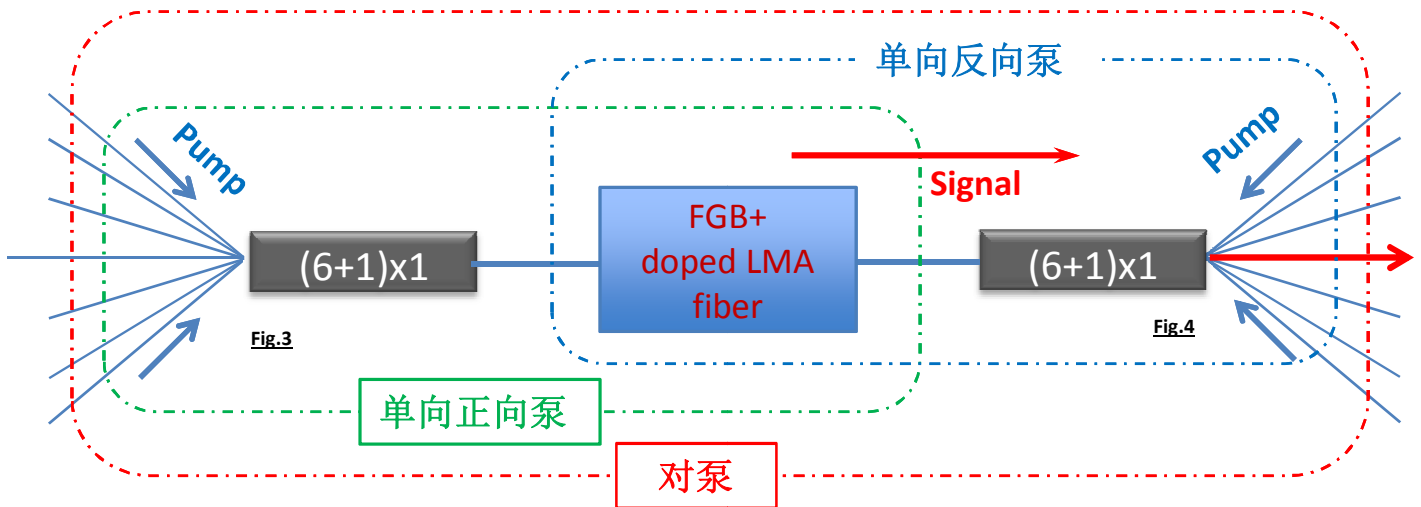 单向反向泵
Pump
Pump
Signal
FGB+
doped LMA
fiber
(6+1)x1
(6+1)x1
Fig.3
Fig.4
单向正向泵
对泵